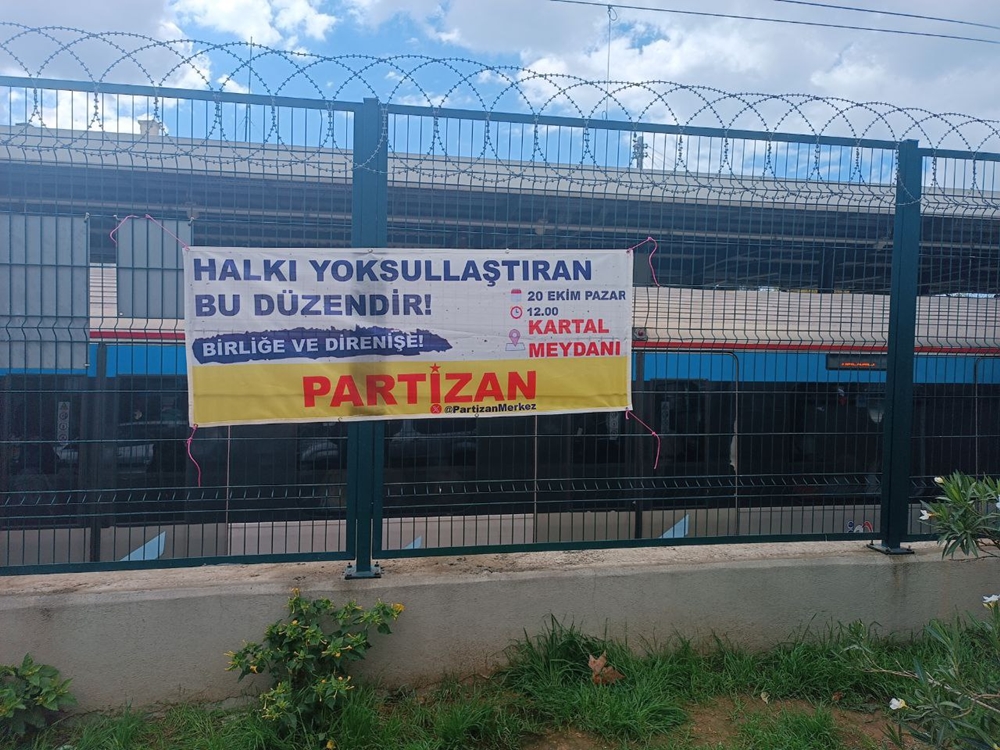 HALKI YOKSULLAŞTIRAN
BU DÜZENDİR!
BİRLİĞE VE DİRENİŞE!
20 EKİM PAZAR
12.00
KARTAL
MEYDANI
PARTİZAN
@PartizanMerkez